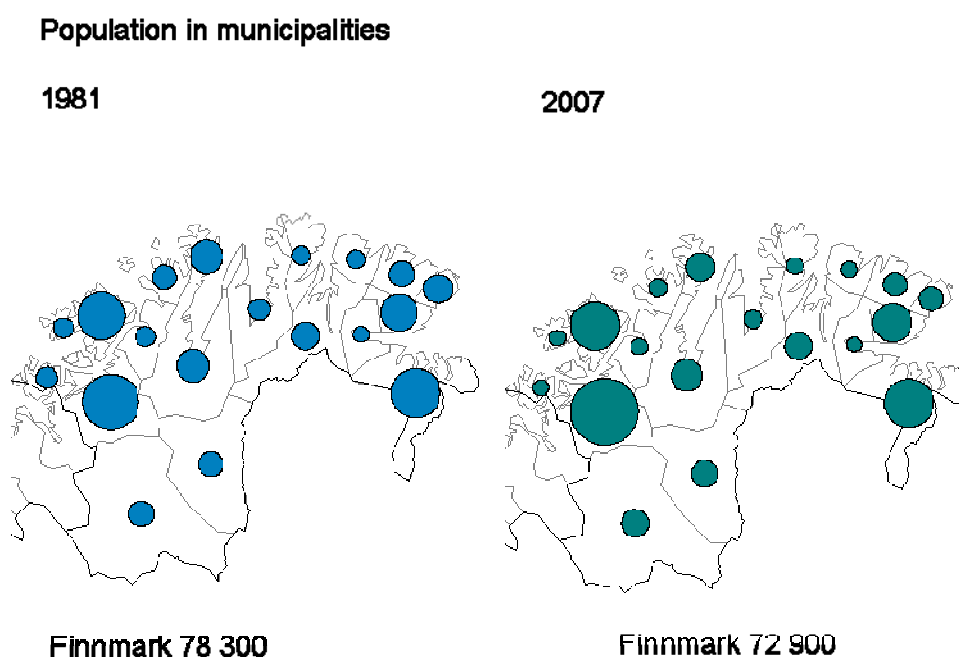 Population in municipalities
1981
2007
Finnmark 78 300
Finnmark 72 900